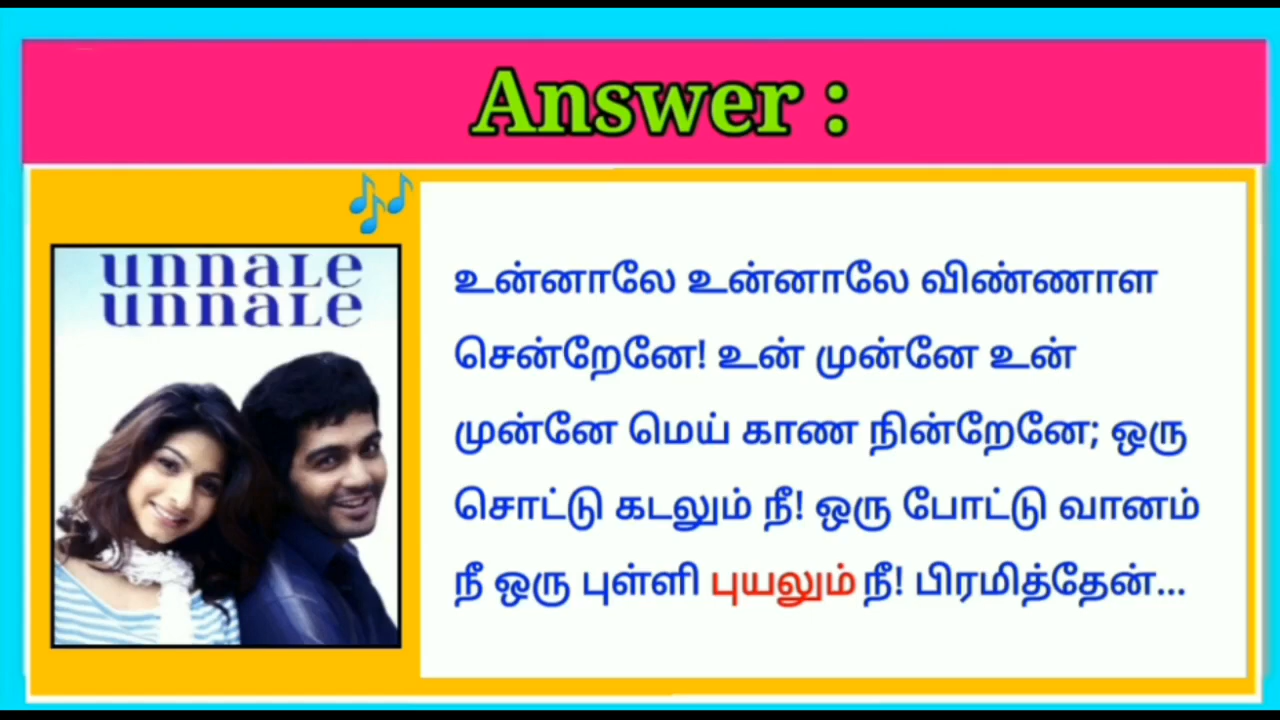 Answer :
unnaLe
unnaLe
உன்னாலே உன்னாலே விண்ணாள
சென்றேனே! உன் முன்னே உன்
முன்னே மெய் காண நின்றேனே; ஒரு
சொட்டு கடலும் நீ! ஒரு போட்டு வானம்
நீ ஒரு புள்ளி புயலும் நீ! பிரமித்தேன்...